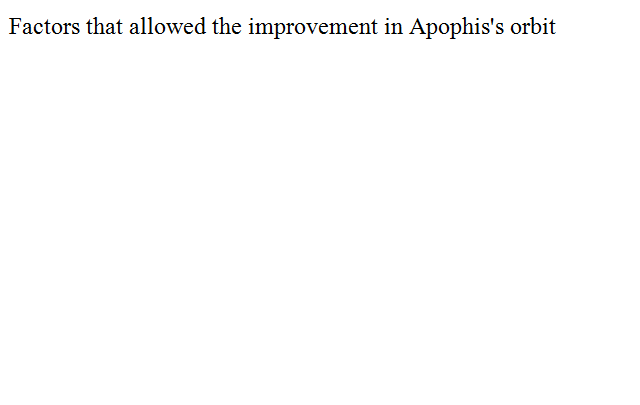 Factors that allowed the improvement in Apophis's orbit